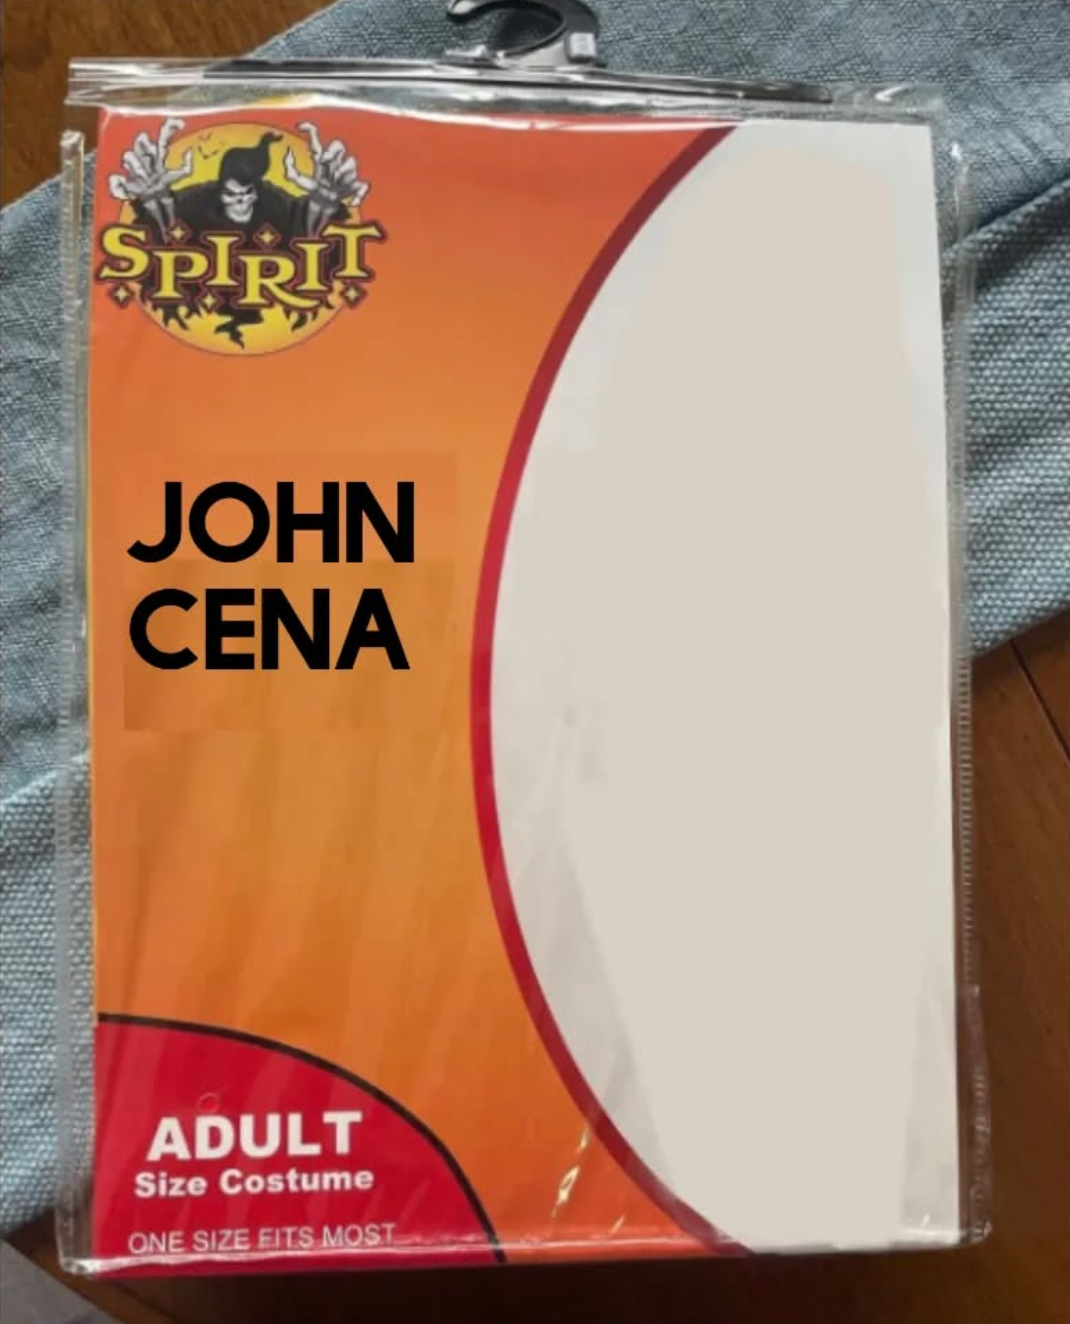 SPIRIT
JOHN
CENA
ADULT
Size Costume
ONE SIZE FITS MOST